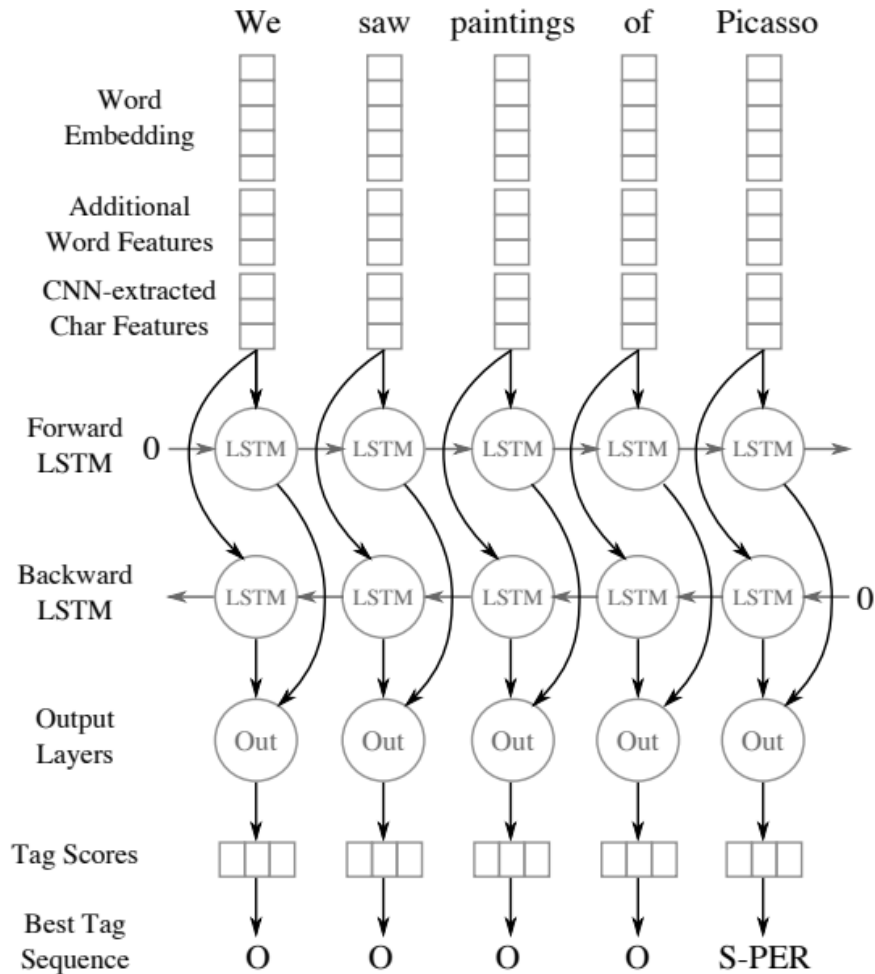 We saw paintings of Picasso
Word
Embedding
Additional
Word Features
CNN-extracted
Char Features
Forward
LSTM
0 LSTM LSTM LSTM LSTM LSTM
Backward
LSTM
LSTM LSTM LSTM LSTM LSTM 0
Output
Layers
Out Out Out Out Out
Tag Scores
Best Tag
Sequence
O O O O S-PER